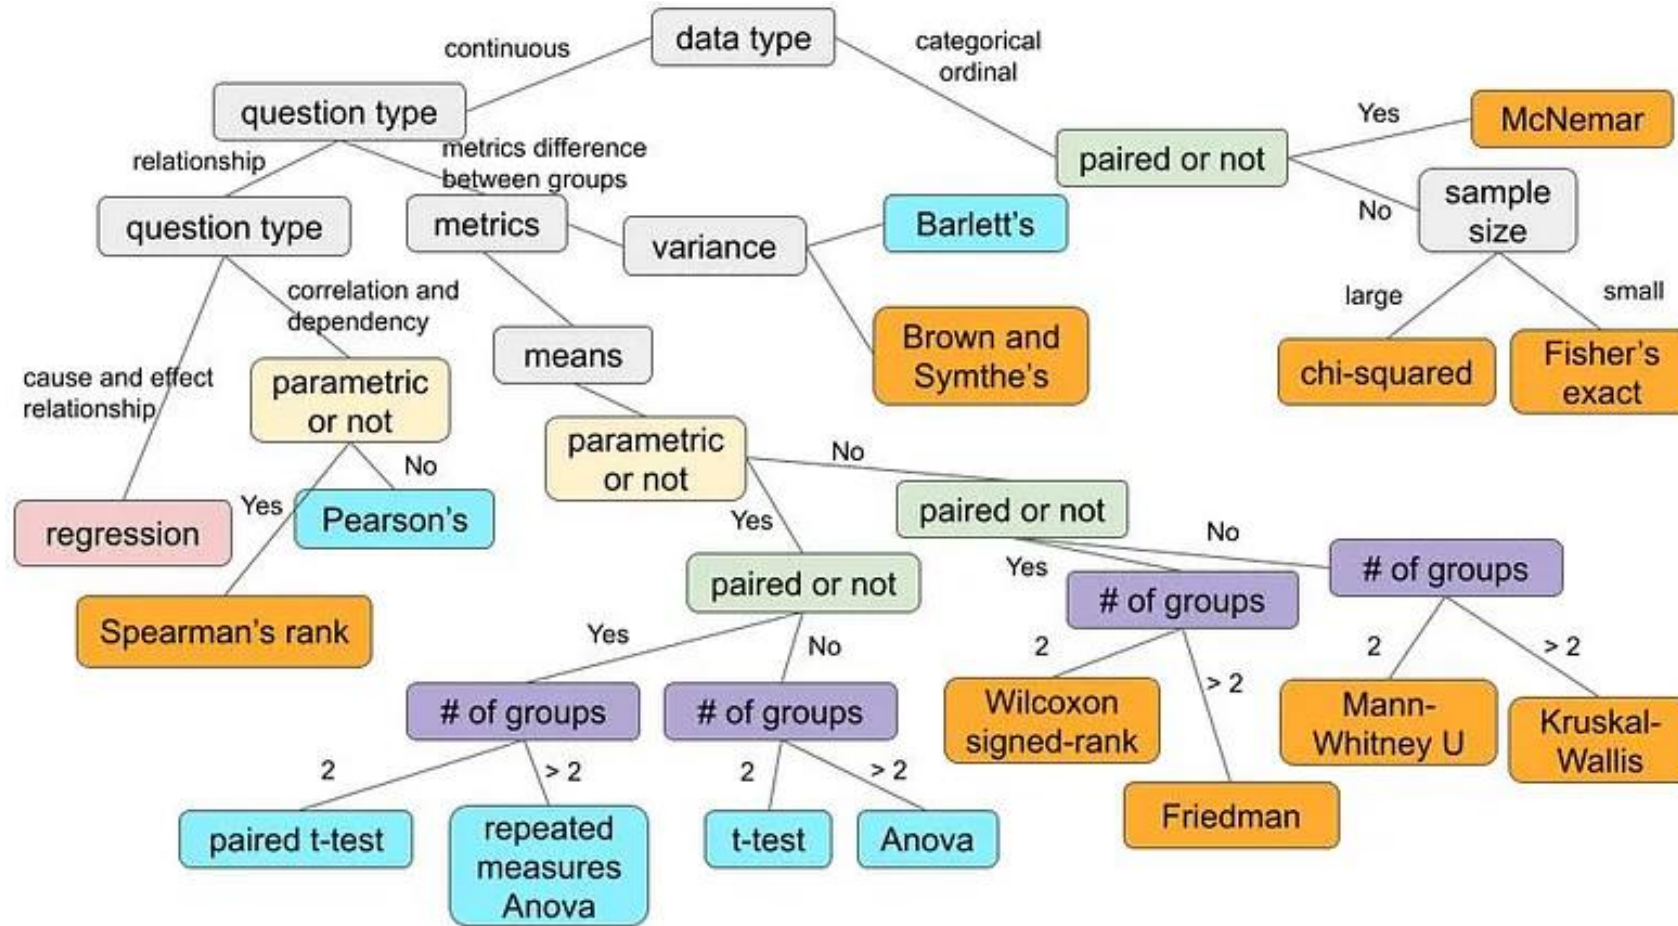 data type
continuous
categorical
ordinal
question type
Yes
McNemar
relationship
metrics difference
between groups
paired or not
No
sample
size
question type
metrics
variance
Barlett's
correlation and
dependency
large
small
means
Brown and
Symthe's
chi-squared
Fisher's
exact
cause and effect
relationship
parametric
or not
parametric
or not
No
No
Yes
Yes
regression
Pearson's
paired or not
No
Yes
# of groups
paired or not
# of groups
Spearman's rank
Yes
No
2
> 2
2
> 2
# of groups
# of groups
Wilcoxon
signed-rank
Mann-
Whitney U
Kruskal-
Wallis
2
> 2
2
> 2
Friedman
paired t-test
repeated
measures
Anova
t-test
Anova